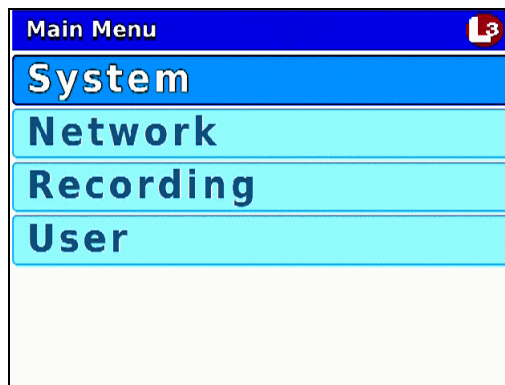 Main Menu
L3
System
Network
Recording
User